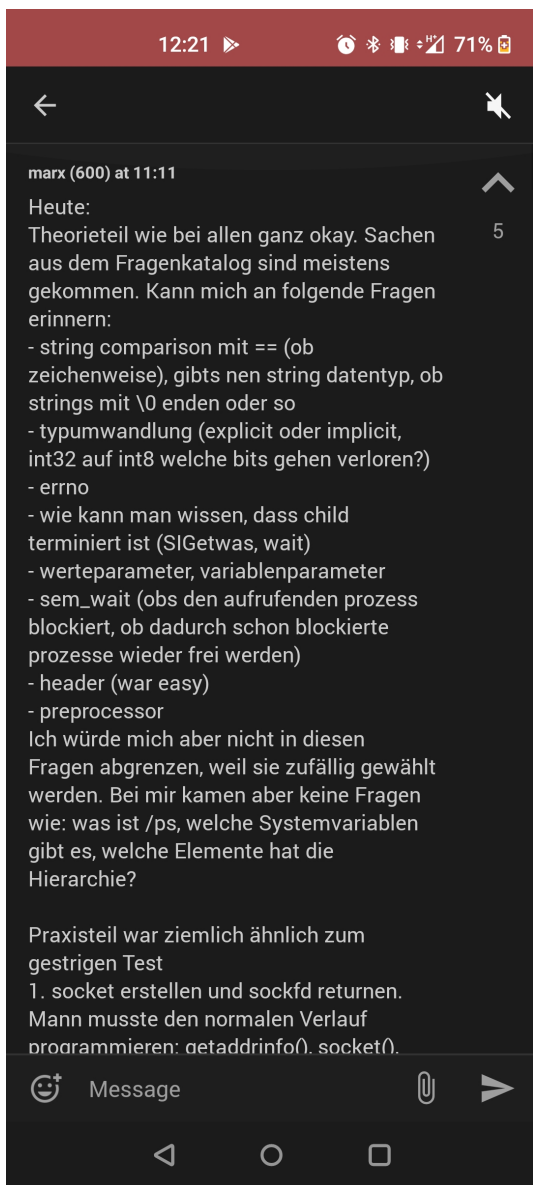 12:21
71%
marx (600) at 11:11
5
Heute:
Theorieteil wie bei allen ganz okay. Sachen
aus dem Fragenkatalog sind meistens
gekommen. Kann mich an folgende Fragen
erinnern:
- string comparison mit == (ob
zeichenweise), gibts nen string datentyp, ob
strings mit \0 enden oder so
- typumwandlung (explicit oder implicit,
int32 auf int8 welche bits gehen verloren?)
- errno
- wie kann man wissen, dass child
terminiert ist (SIGetwas, wait)
- werteparameter, variablenparameter
- sem_wait (obs den aufrufenden prozess
blockiert, ob dadurch schon blockierte
prozesse wieder frei werden)
- header (war easy)
- preprocessor
Ich würde mich aber nicht in diesen
Fragen abgrenzen, weil sie zufällig gewählt
werden. Bei mir kamen aber keine Fragen
wie: was ist /ps, welche Systemvariablen
gibt es, welche Elemente hat die
Hierarchie?
Praxisteil war ziemlich ähnlich zum
gestrigen Test
1. socket erstellen und sockfd returnen.
Mann musste den normalen Verlauf
programmieren: getaddrinfo(), socket(),
Message